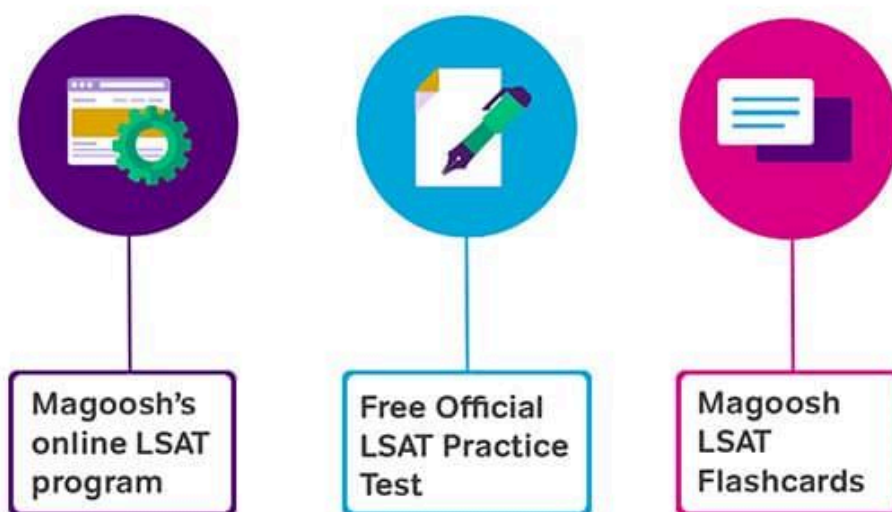 Magoosh's
online LSAT
program
Free Official
LSAT Practice
Test
Magoosh
LSAT
Flashcards